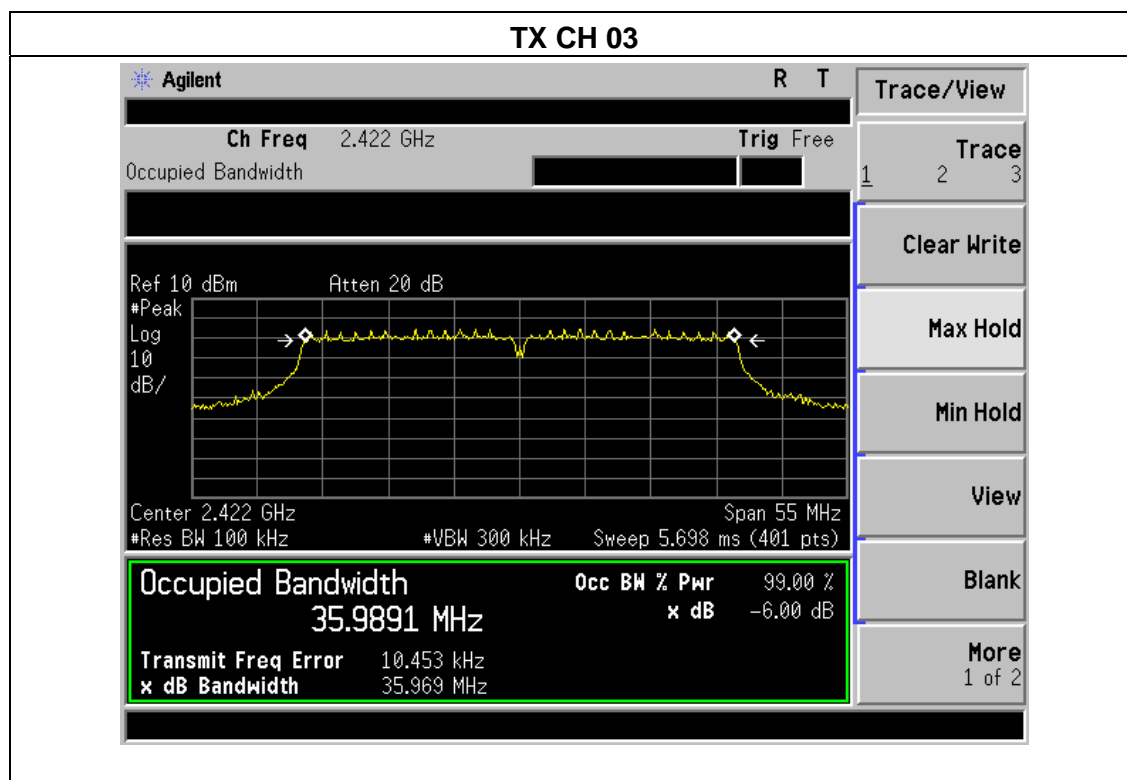 TX CH 03
Agilent R T
Ch Freq 2.422 GHz Trig Free
Occupied Bandwidth
Ref 10 dBm Atten 20 dB
#Peak
Log
10
dB/
Center 2.422 GHz Span 55 MHz
#Res BW 100 kHz #VBW 300 kHz Sweep 5.698 ms (401 pts)
Occupied Bandwidth Occ BW % Pwr 99.00 %
35.9891 MHz x dB -6.00 dB
Transmit Freq Error 10.453 kHz
x dB Bandwidth 35.969 MHz
Trace/View
Trace
1 2 3
Clear Write
Max Hold
Min Hold
View
Blank
More
1 of 2